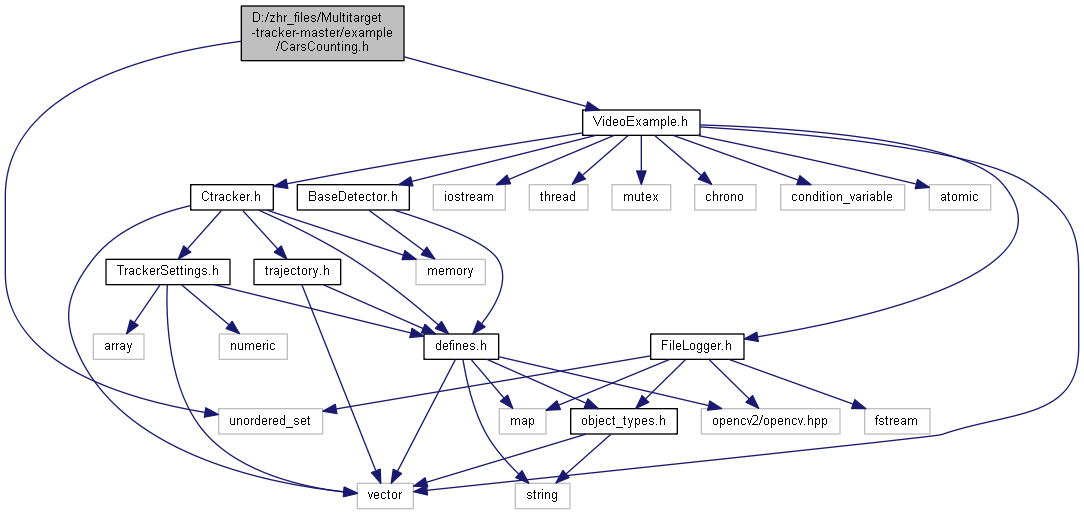 D:/zhr_files/Multitarget
-tracker-master/example
/CarsCounting.h
VideoExample.h
Ctracker.h
BaseDetector.h
iostream
thread
mutex
chrono
condition_variable
atomic
TrackerSettings.h
trajectory.h
memory
array
numeric
defines.h
FileLogger.h
unordered_set
map
object_types.h
opencv2/opencv.hpp
fstream
vector
string